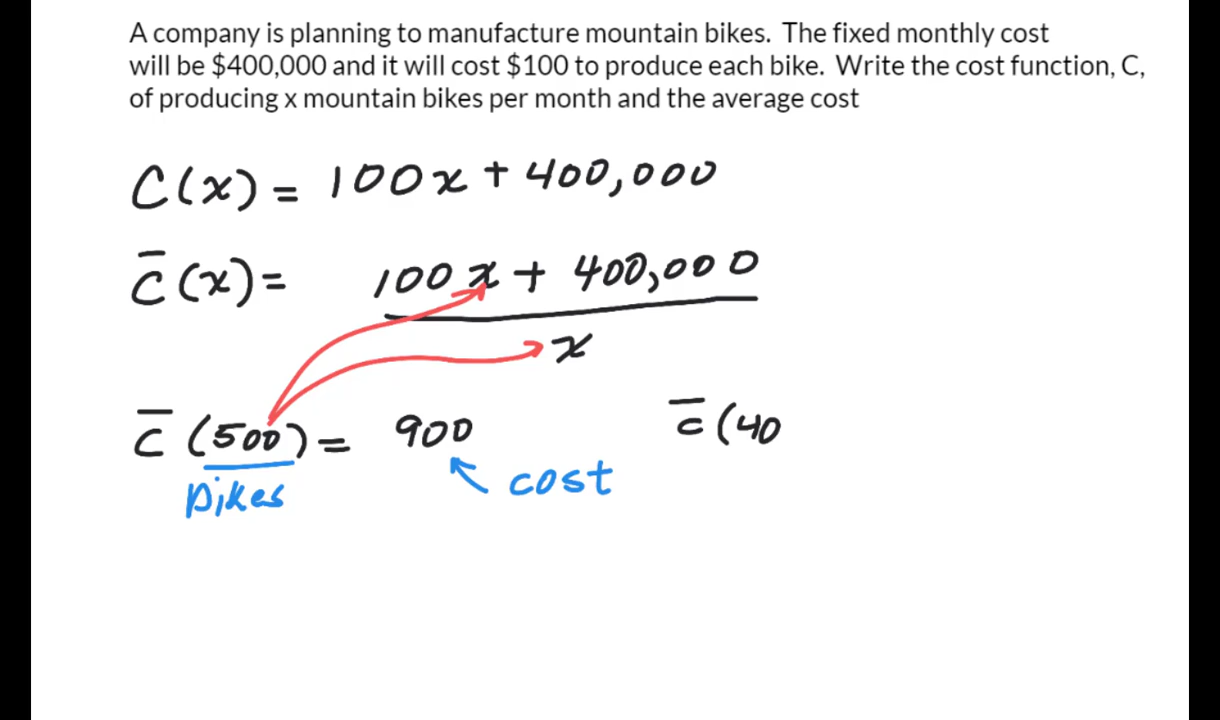 A company is planning to manufacture mountain bikes. The fixed monthly cost
will be $400,000 and it will cost $100 to produce each bike. Write the cost function, C,
of producing x mountain bikes per month and the average cost
C(x) = 100x + 400,000
C̅(x) = 100x + 400,000
x
C̅(500) = 900 C̅(40
bikes cost